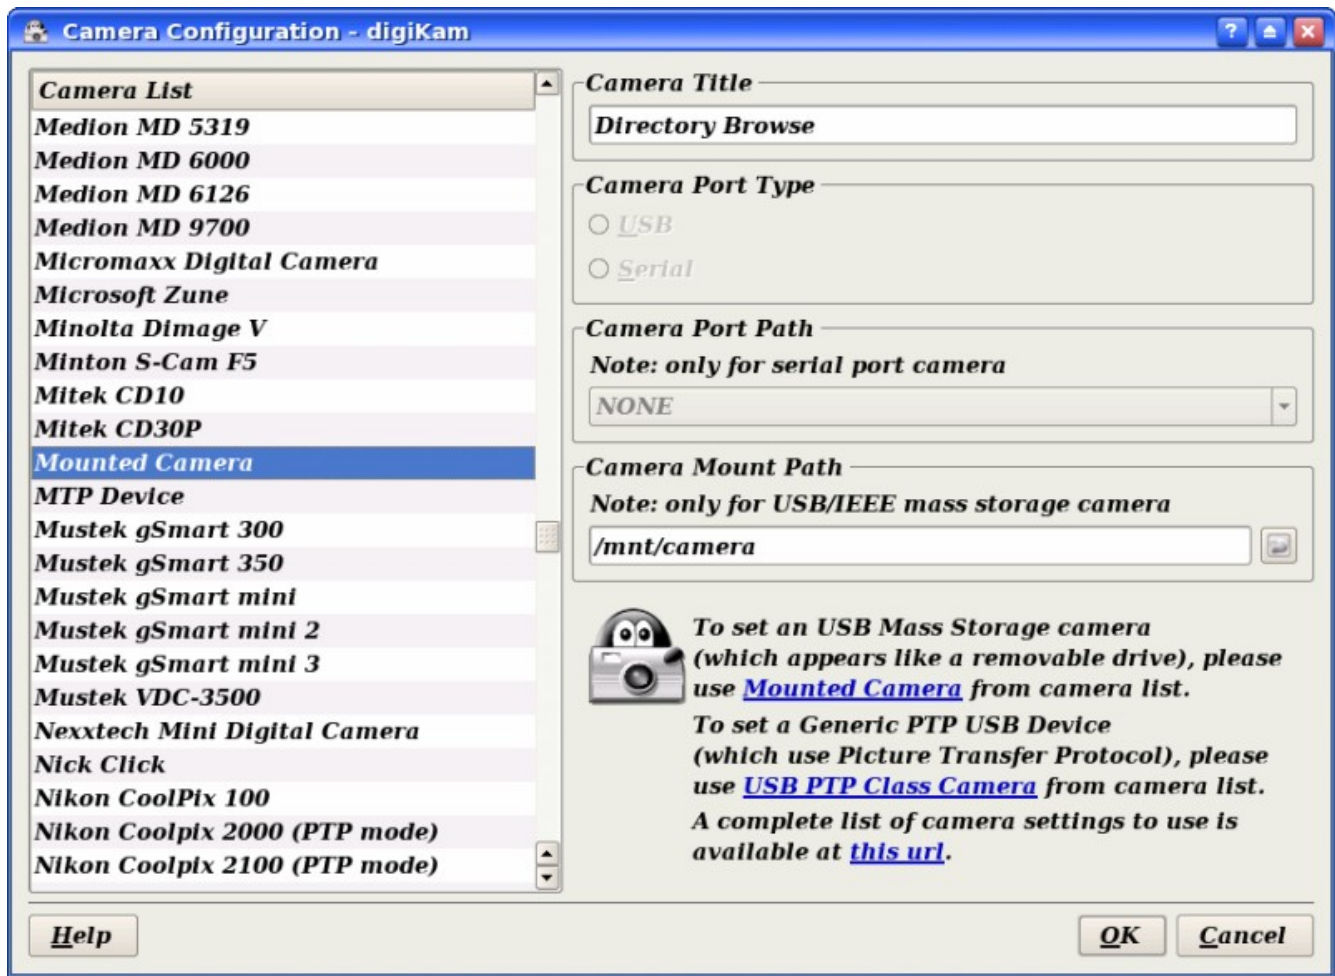 Camera Configuration - digiKam
?
Camera List
Medion MD 5319
Medion MD 6000
Medion MD 6126
Medion MD 9700
Micromaxx Digital Camera
Microsoft Zune
Minolta Dimage V
Minton S-Cam F5
Mitek CD10
Mitek CD30P
Mounted Camera
MTP Device
Mustek gSmart 300
Mustek gSmart 350
Mustek gSmart mini
Mustek gSmart mini 2
Mustek gSmart mini 3
Mustek VDC-3500
Nexxtech Mini Digital Camera
Nick Click
Nikon CoolPix 100
Nikon Coolpix 2000 (PTP mode)
Nikon Coolpix 2100 (PTP mode)
Camera Title
Directory Browse
Camera Port Type
USB
Serial
Camera Port Path
Note: only for serial port camera
NONE
Camera Mount Path
Note: only for USB/IEEE mass storage camera
/mnt/camera
To set an USB Mass Storage camera
(which appears like a removable drive), please
use Mounted Camera from camera list.
To set a Generic PTP USB Device
(which use Picture Transfer Protocol), please
use USB PTP Class Camera from camera list.
A complete list of camera settings to use is
available at this url.
Help
OK
Cancel